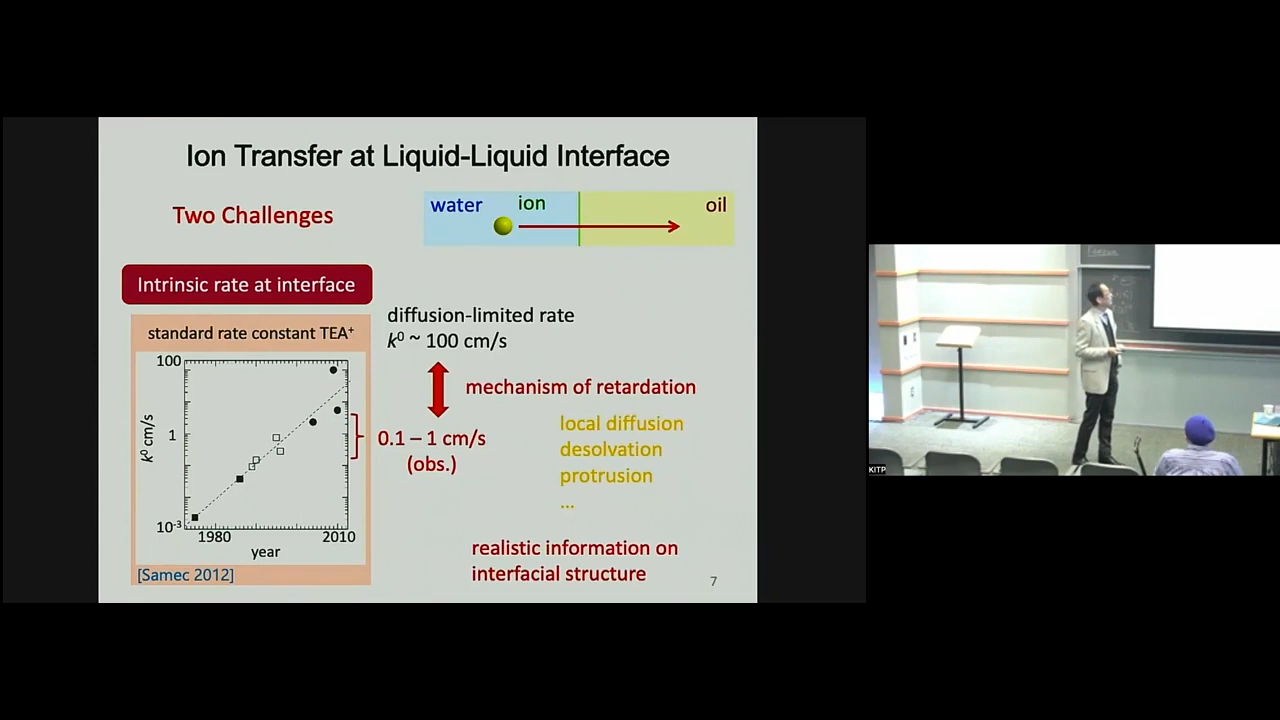 Ion Transfer at Liquid-Liquid Interface
Two Challenges
water
ion
oil
Intrinsic rate at interface
standard rate constant TEA⁺
100
1
10⁻³
k⁰ cm/s
1980
2010
year
[Samec 2012]
diffusion-limited rate
k⁰ ~ 100 cm/s
mechanism of retardation
0.1 – 1 cm/s
(obs.)
local diffusion
desolvation
protrusion
...
realistic information on
interfacial structure
7
KITP